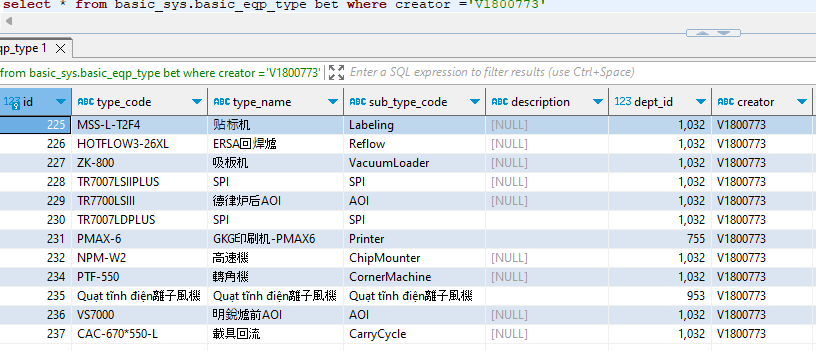 select * from basic_sys.basic_eqp_type bet where creator ='V1800773'
qp_type 1
from basic_sys.basic_eqp_type bet where creator ='V1800773' Enter a SQL expression to filter results (use Ctrl+Space)
123 id ABC type_code ABC type_name ABC sub_type_code ABC description ABC dept_id ABC creator
225 MSS-L-T2F4 贴标机 Labeling [NULL] 1,032 V1800773
226 HOTFLOW3-26XL ERSA回焊爐 Reflow [NULL] 1,032 V1800773
227 ZK-800 吸板机 VacuumLoader [NULL] 1,032 V1800773
228 TR7007LSIIPLUS SPI SPI [NULL] 1,032 V1800773
229 TR7700LSIII 德律炉后AOI AOI [NULL] 1,032 V1800773
230 TR7007LDPLUS SPI SPI 1,032 V1800773
231 PMAX-6 GKG印刷机-PMAX6 Printer 755 V1800773
232 NPM-W2 高速機 ChipMounter [NULL] 1,032 V1800773
234 PTF-550 轉角機 CornerMachine [NULL] 1,032 V1800773
235 Quạt tĩnh điện離子風機 Quạt tĩnh điện離子風機 Quạt tĩnh điện離子風機 953 V1800773
236 VS7000 明銳爐前AOI AOI [NULL] 1,032 V1800773
237 CAC-670*550-L 載具回流 CarryCycle [NULL] 1,032 V1800773